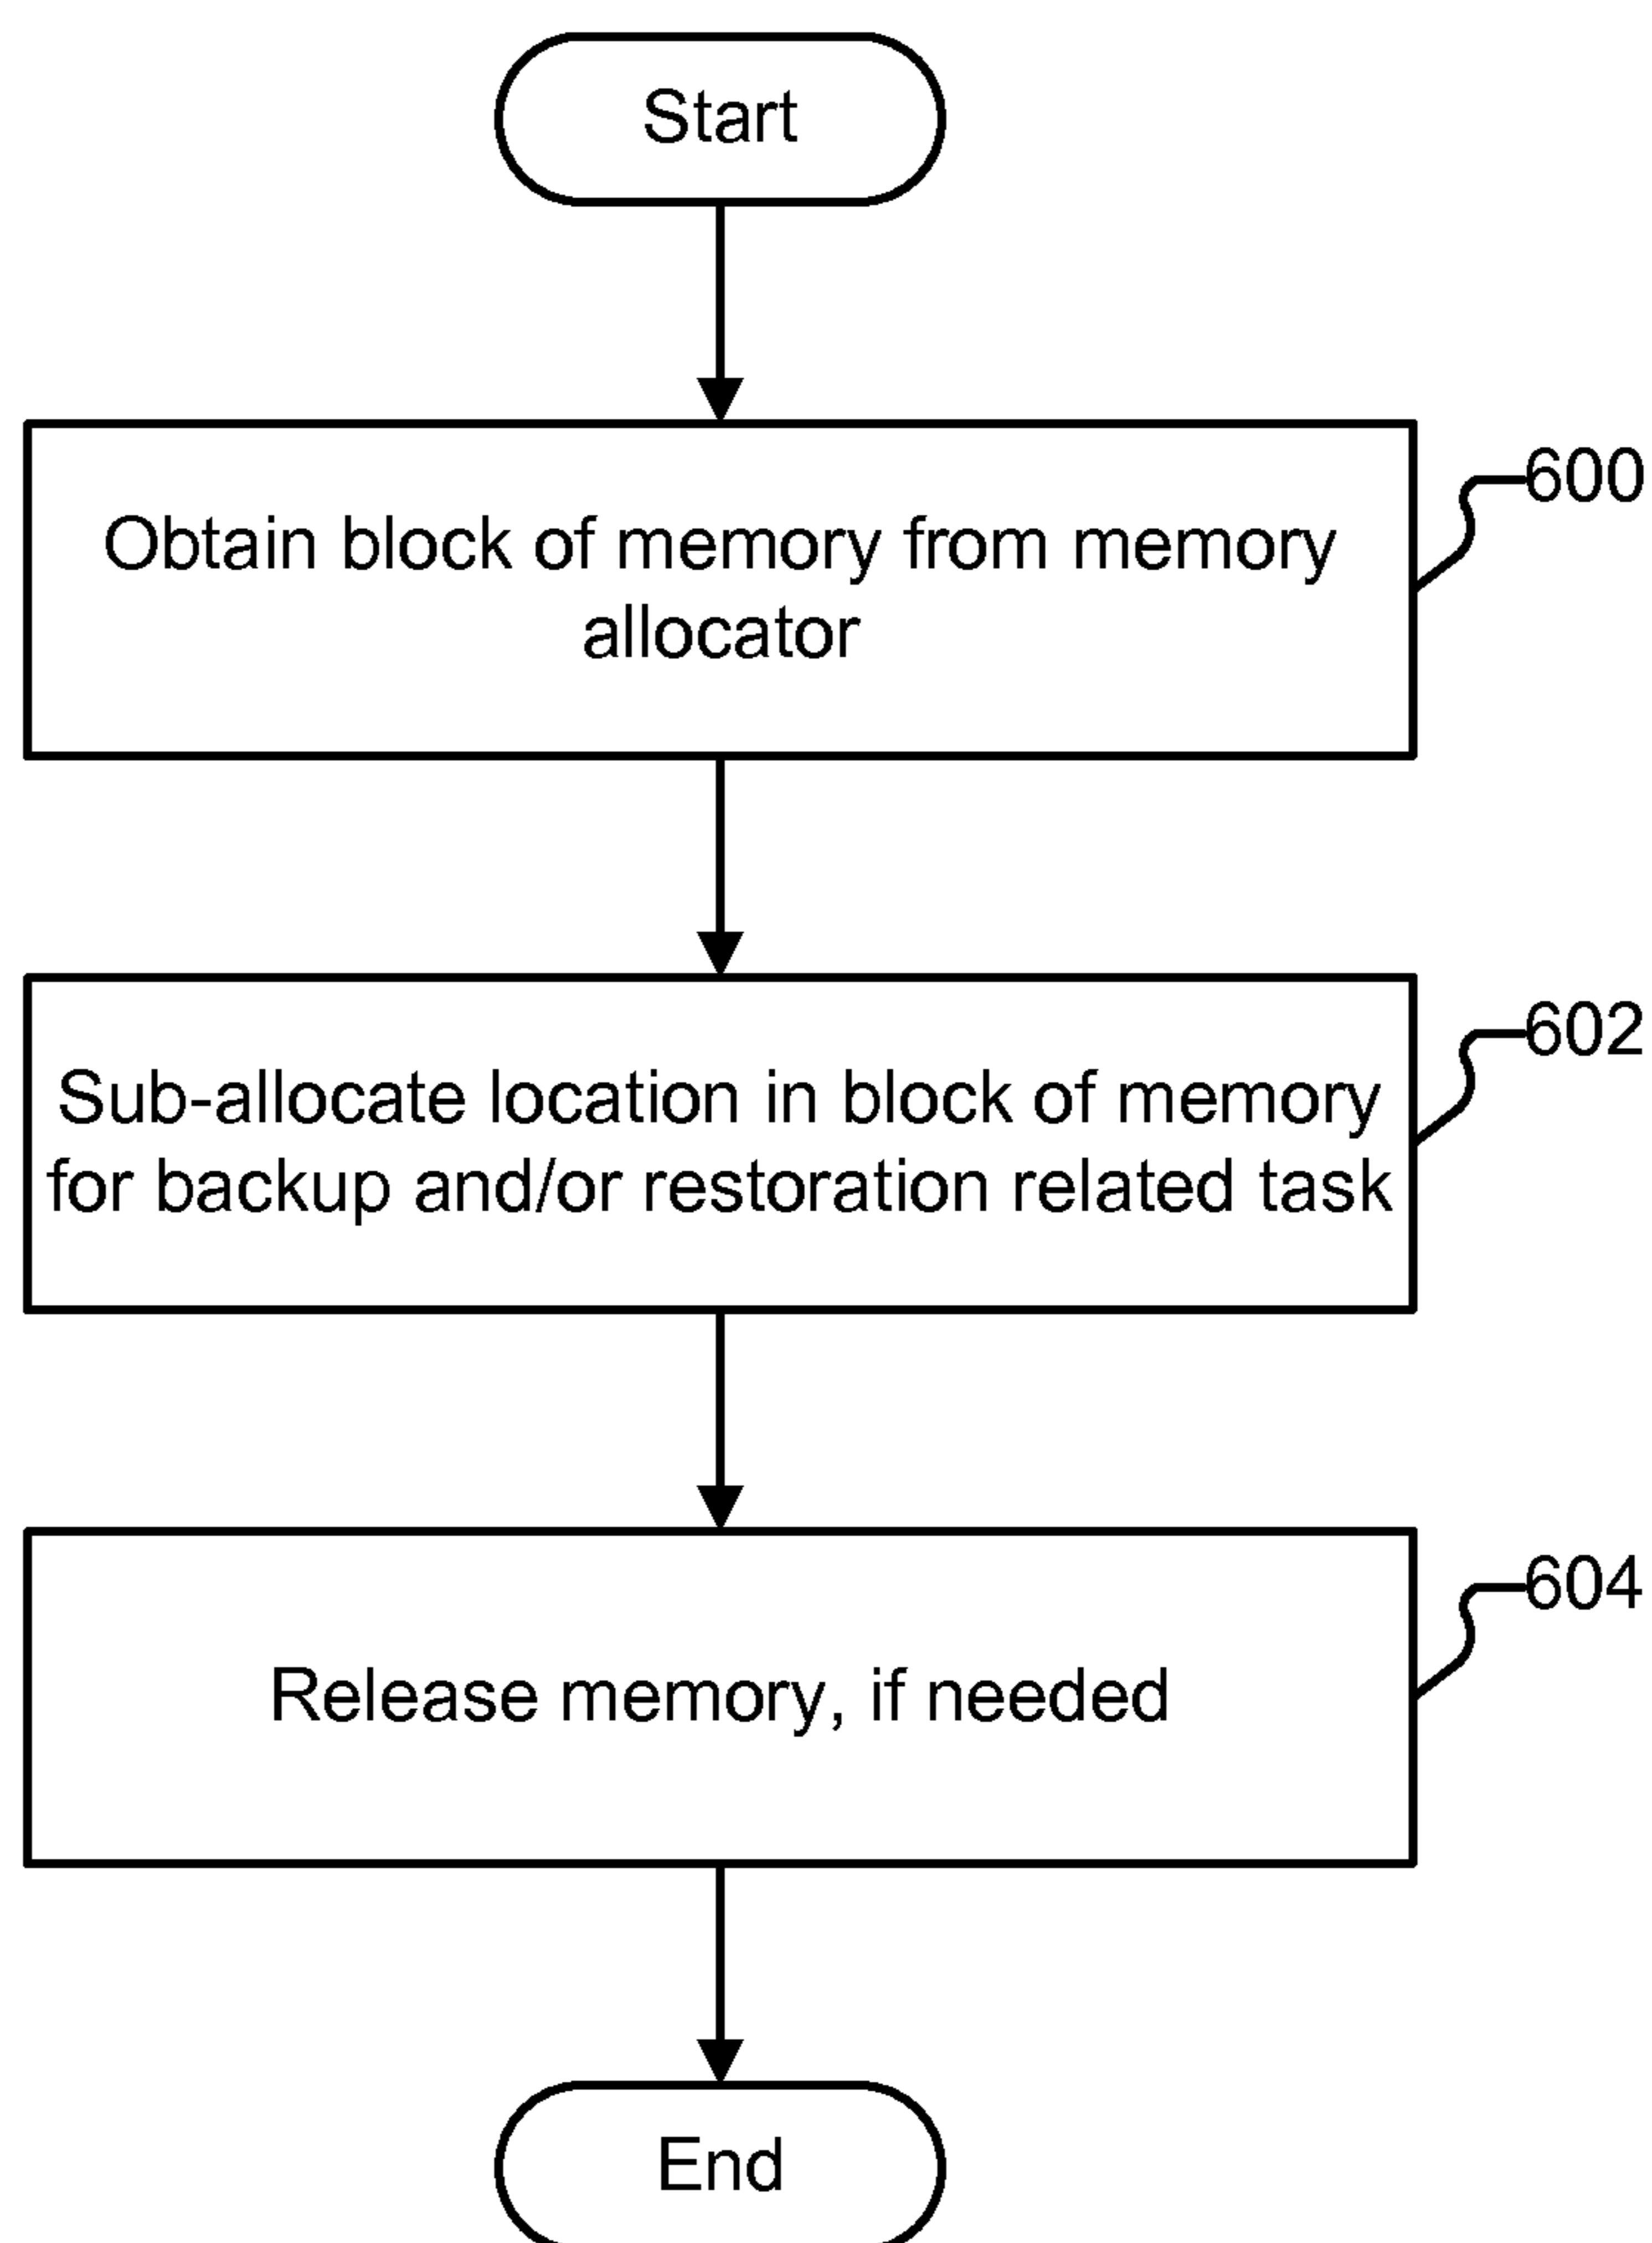 Start
600
Obtain block of memory from memory
allocator
602
Sub-allocate location in block of memory
for backup and/or restoration related task
604
Release memory, if needed
End